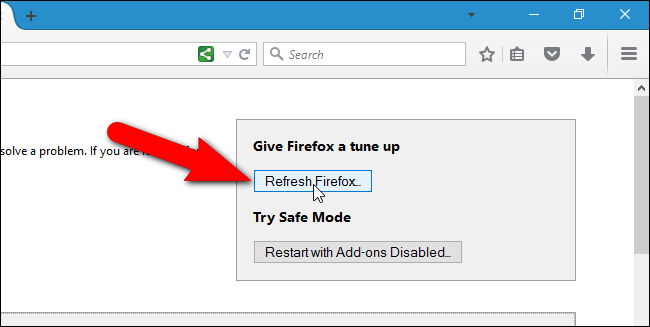 Search
Give Firefox a tune up
solve a problem. If you are
Refresh Firefox...
Try Safe Mode
Restart with Add-ons Disabled...